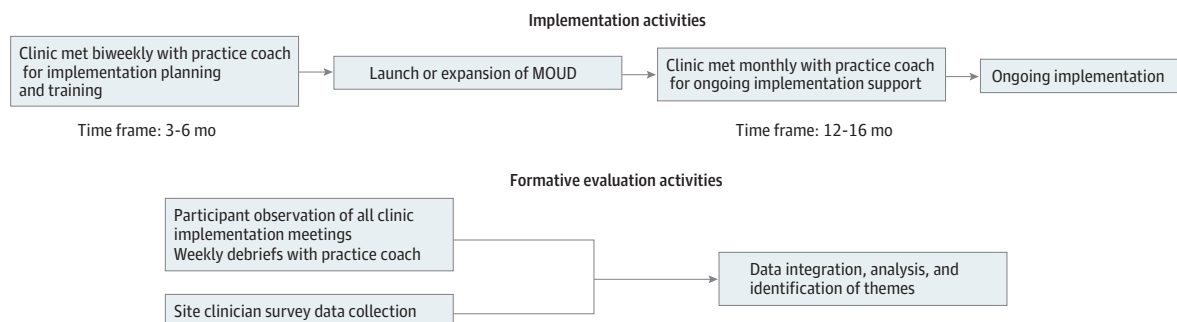 Implementation activities
Clinic met biweekly with practice coach
for implementation planning
and training
Launch or expansion of MOUD
Clinic met monthly with practice coach
for ongoing implementation support
Ongoing implementation
Time frame: 3-6 mo
Time frame: 12-16 mo
Formative evaluation activities
Participant observation of all clinic
implementation meetings
Weekly debriefs with practice coach
Data integration, analysis, and
identification of themes
Site clinician survey data collection